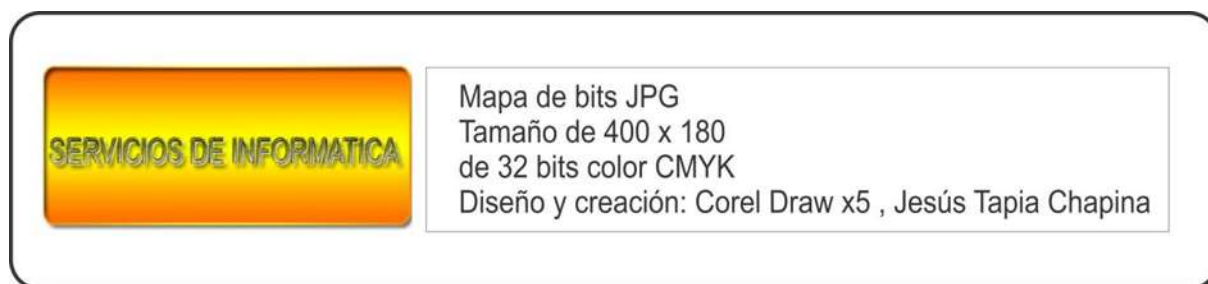 SERVICIOS DE INFORMATICA
Mapa de bits JPG
Tamaño de 400 x 180
de 32 bits color CMYK
Diseño y creación: Corel Draw x5 , Jesús Tapia Chapina